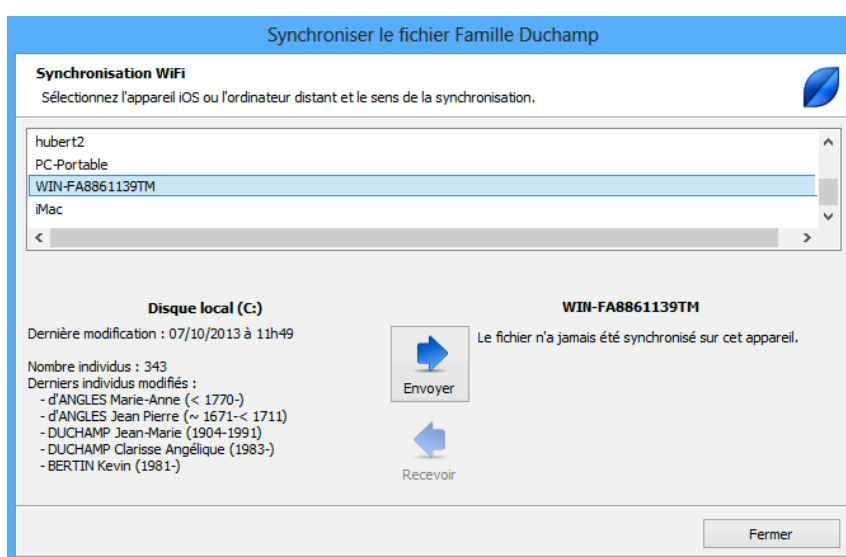 Synchroniser le fichier Famille Duchamp
Synchronisation WiFi
Sélectionnez l'appareil iOS ou l'ordinateur distant et le sens de la synchronisation.
hubert2
PC-Portable
WIN-FA8861139TM
iMac
Disque local (C:)
Dernière modification : 07/10/2013 à 11h49
Nombre individus : 343
Derniers individus modifiés :
- d'ANGLES Marie-Anne (< 1770-)
- d'ANGLES Jean Pierre (~ 1671-< 1711)
- DUCHAMP Jean-Marie (1904-1991)
- DUCHAMP Clarisse Angélique (1983-)
- BERTIN Kevin (1981-)
Envoyer
Recevoir
WIN-FA8861139TM
Le fichier n'a jamais été synchronisé sur cet appareil.
Fermer